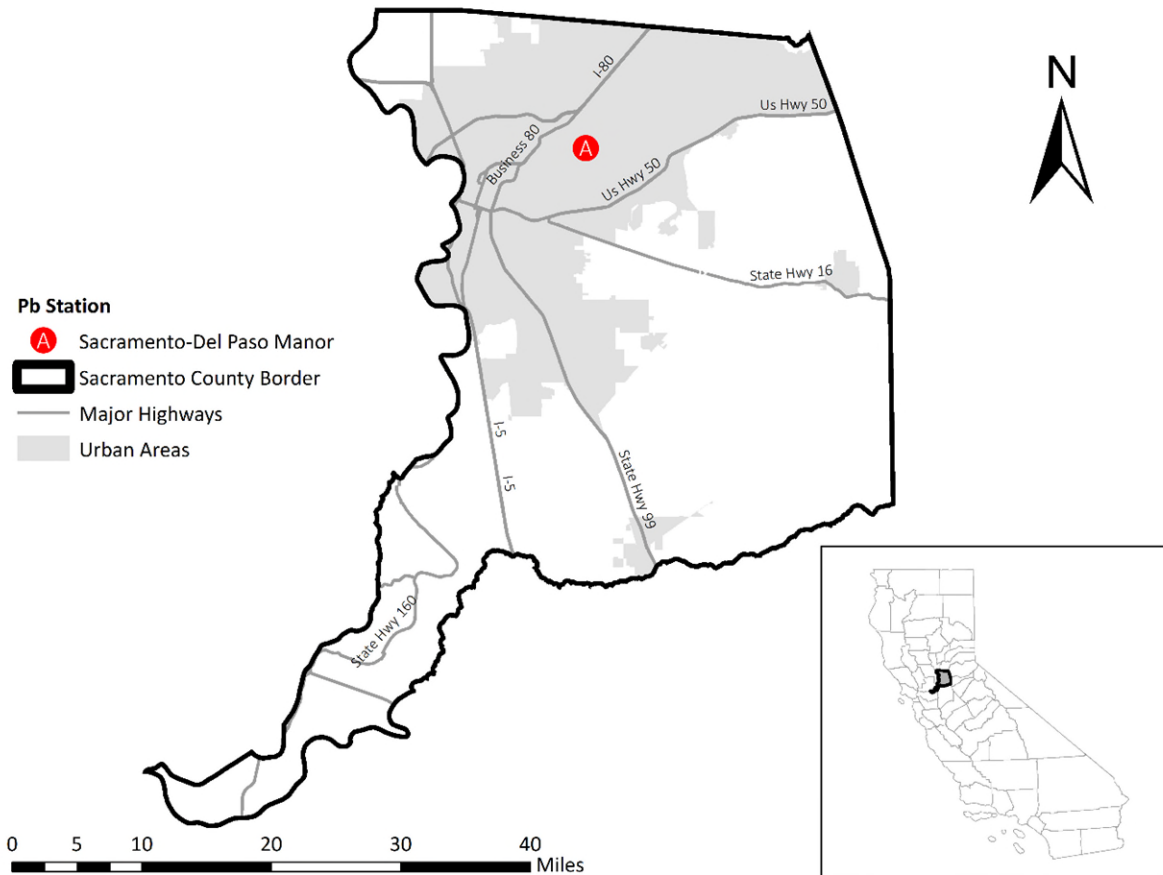 I-80
N
Us Hwy 50
Business 80
A
Us Hwy 50
State Hwy 16
Pb Station
A Sacramento-Del Paso Manor
Sacramento County Border
Major Highways
Urban Areas
I-5
I-5
State Hwy 99
State Hwy 160
0 5 10 20 30 40
Miles